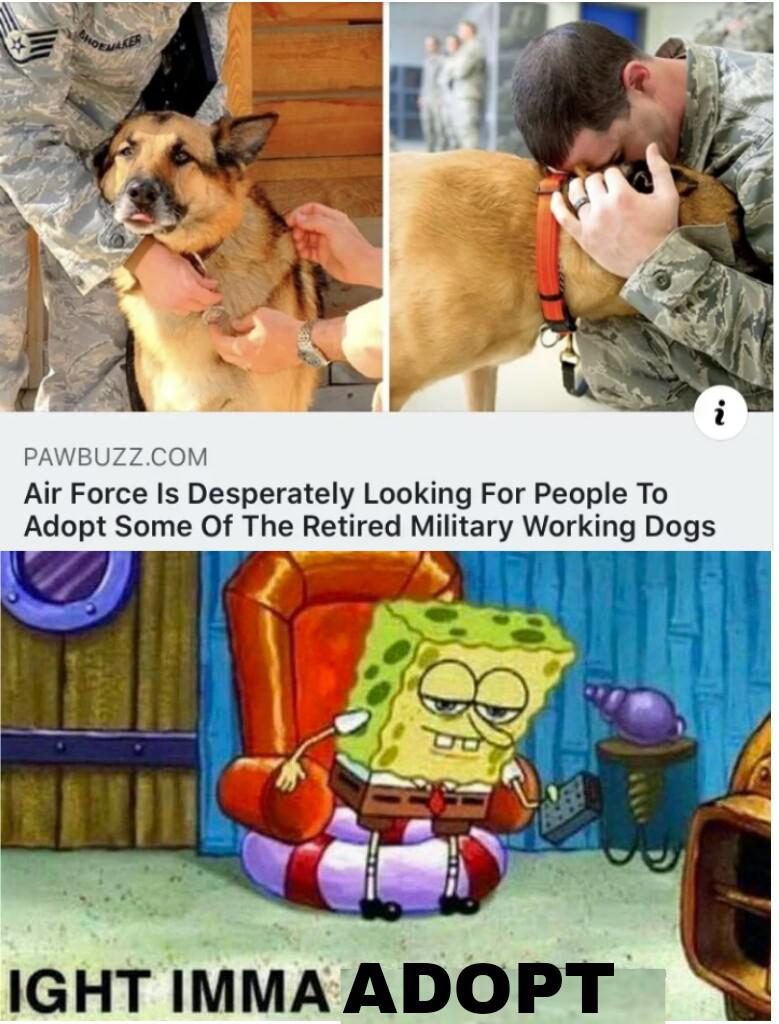 SHOEMAKER
PAWBUZZ.COM
Air Force Is Desperately Looking For People To
Adopt Some Of The Retired Military Working Dogs
IGHT IMMA ADOPT